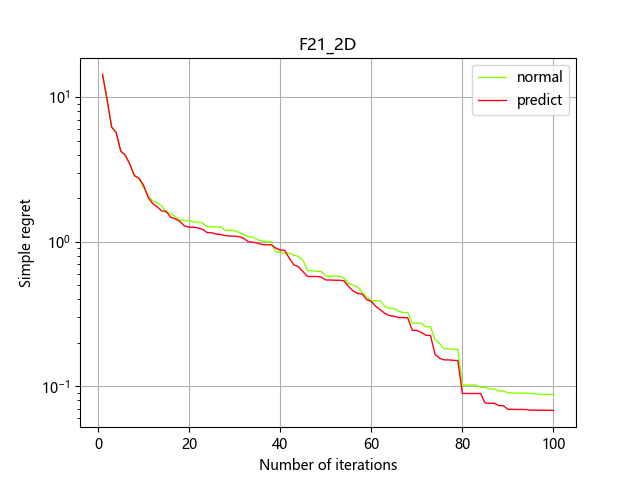 F21_2D
normal
predict
Simple regret
10¹
10⁰
10⁻¹
0 20 40 60 80 100
Number of iterations